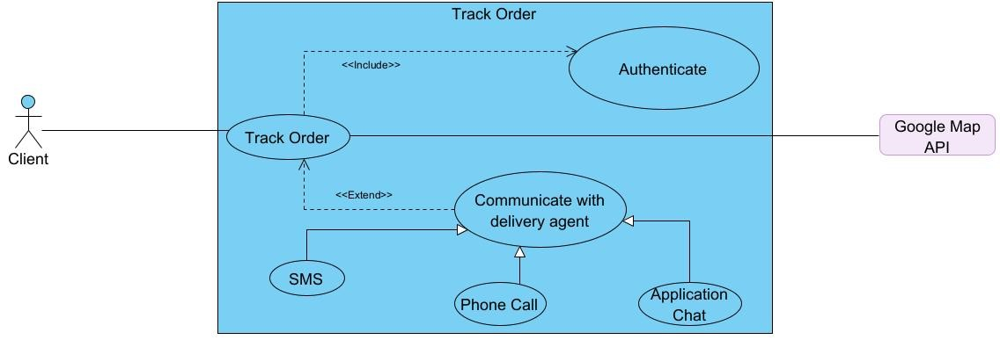 Track Order
<<Include>>
Authenticate
Client
Track Order
Google Map
API
<<Extend>>
Communicate with
delivery agent
SMS
Phone Call
Application
Chat